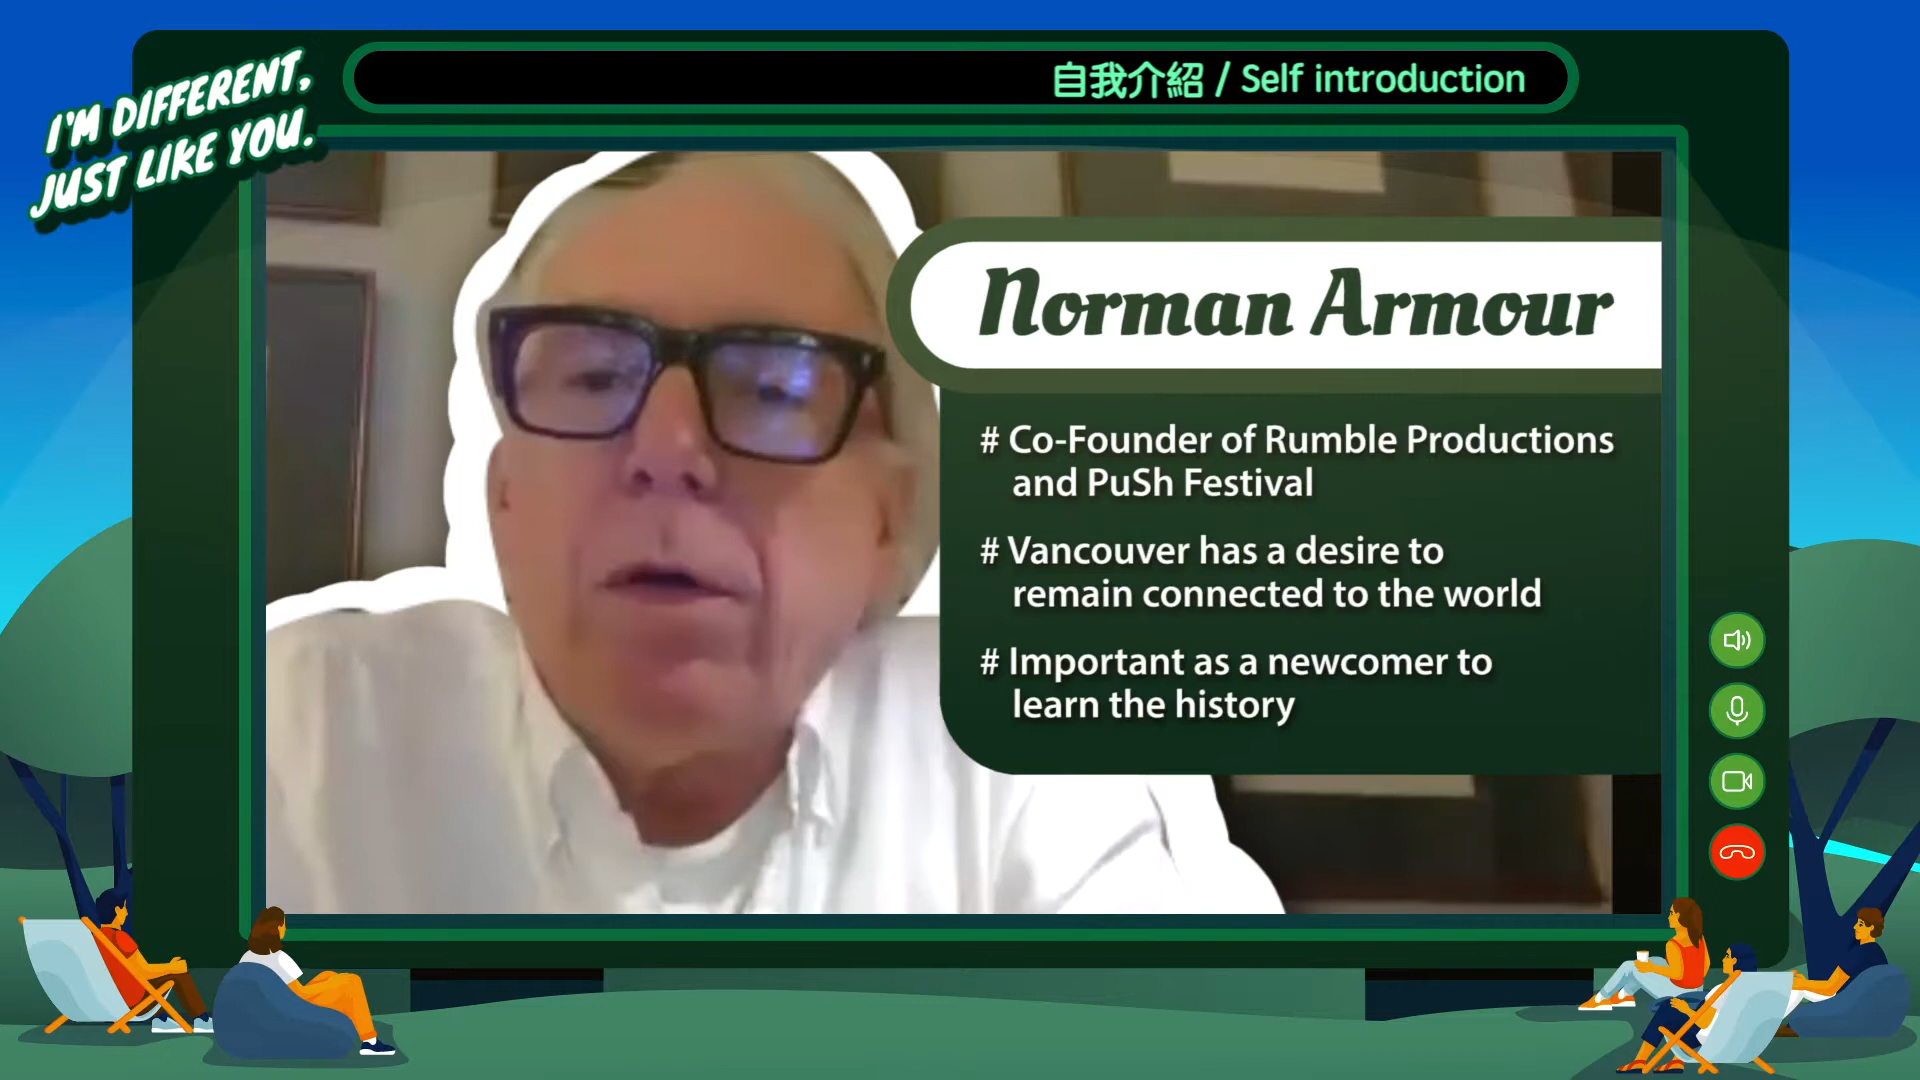 I'M DIFFERENT,
JUST LIKE YOU.
自我介紹 / Self introduction
Norman Armour
# Co-Founder of Rumble Productions
and PuSh Festival
# Vancouver has a desire to
remain connected to the world
# Important as a newcomer to
learn the history